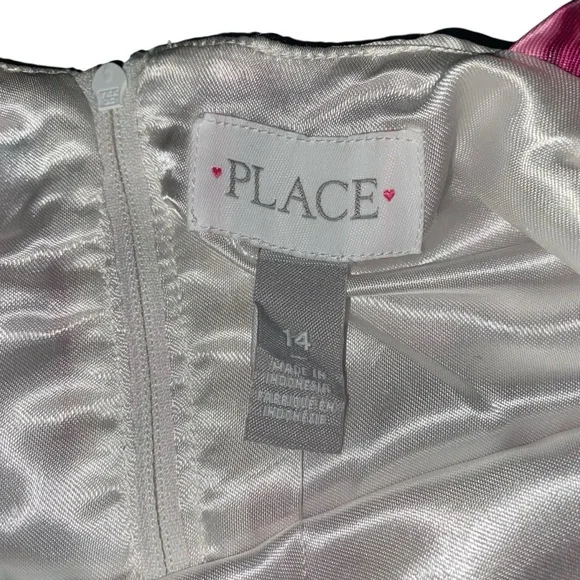 PLACE
14
MADE IN
INDONESIA
FABRIQUÉ EN
INDONÉSIE